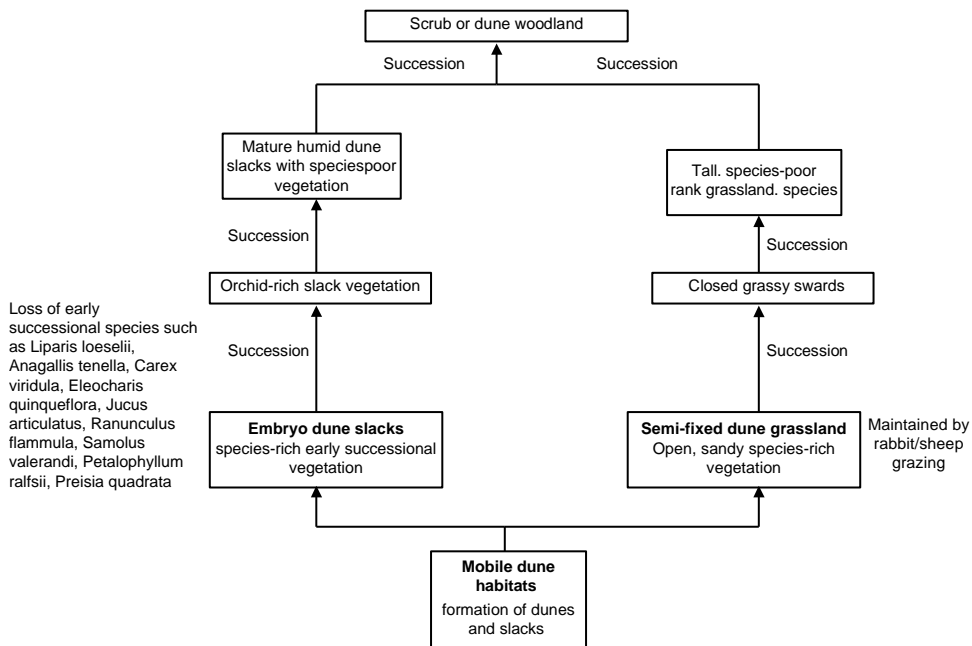 Scrub or dune woodland
Succession
Succession
Mature humid dune
slacks with speciespoor
vegetation
Tall. species-poor
rank grassland. species
Succession
Succession
Orchid-rich slack vegetation
Closed grassy swards
Loss of early
successional species such
as Liparis loeselii,
Anagallis tenella, Carex
viridula, Eleocharis
quinqueflora, Jucus
articulatus, Ranunculus
flammula, Samolus
valerandi, Petalophyllum
ralfsii, Preisia quadrata
Succession
Succession
Embryo dune slacks
species-rich early successional
vegetation
Semi-fixed dune grassland
Open, sandy species-rich
vegetation
Maintained by
rabbit/sheep
grazing
Mobile dune
habitats
formation of dunes
and slacks